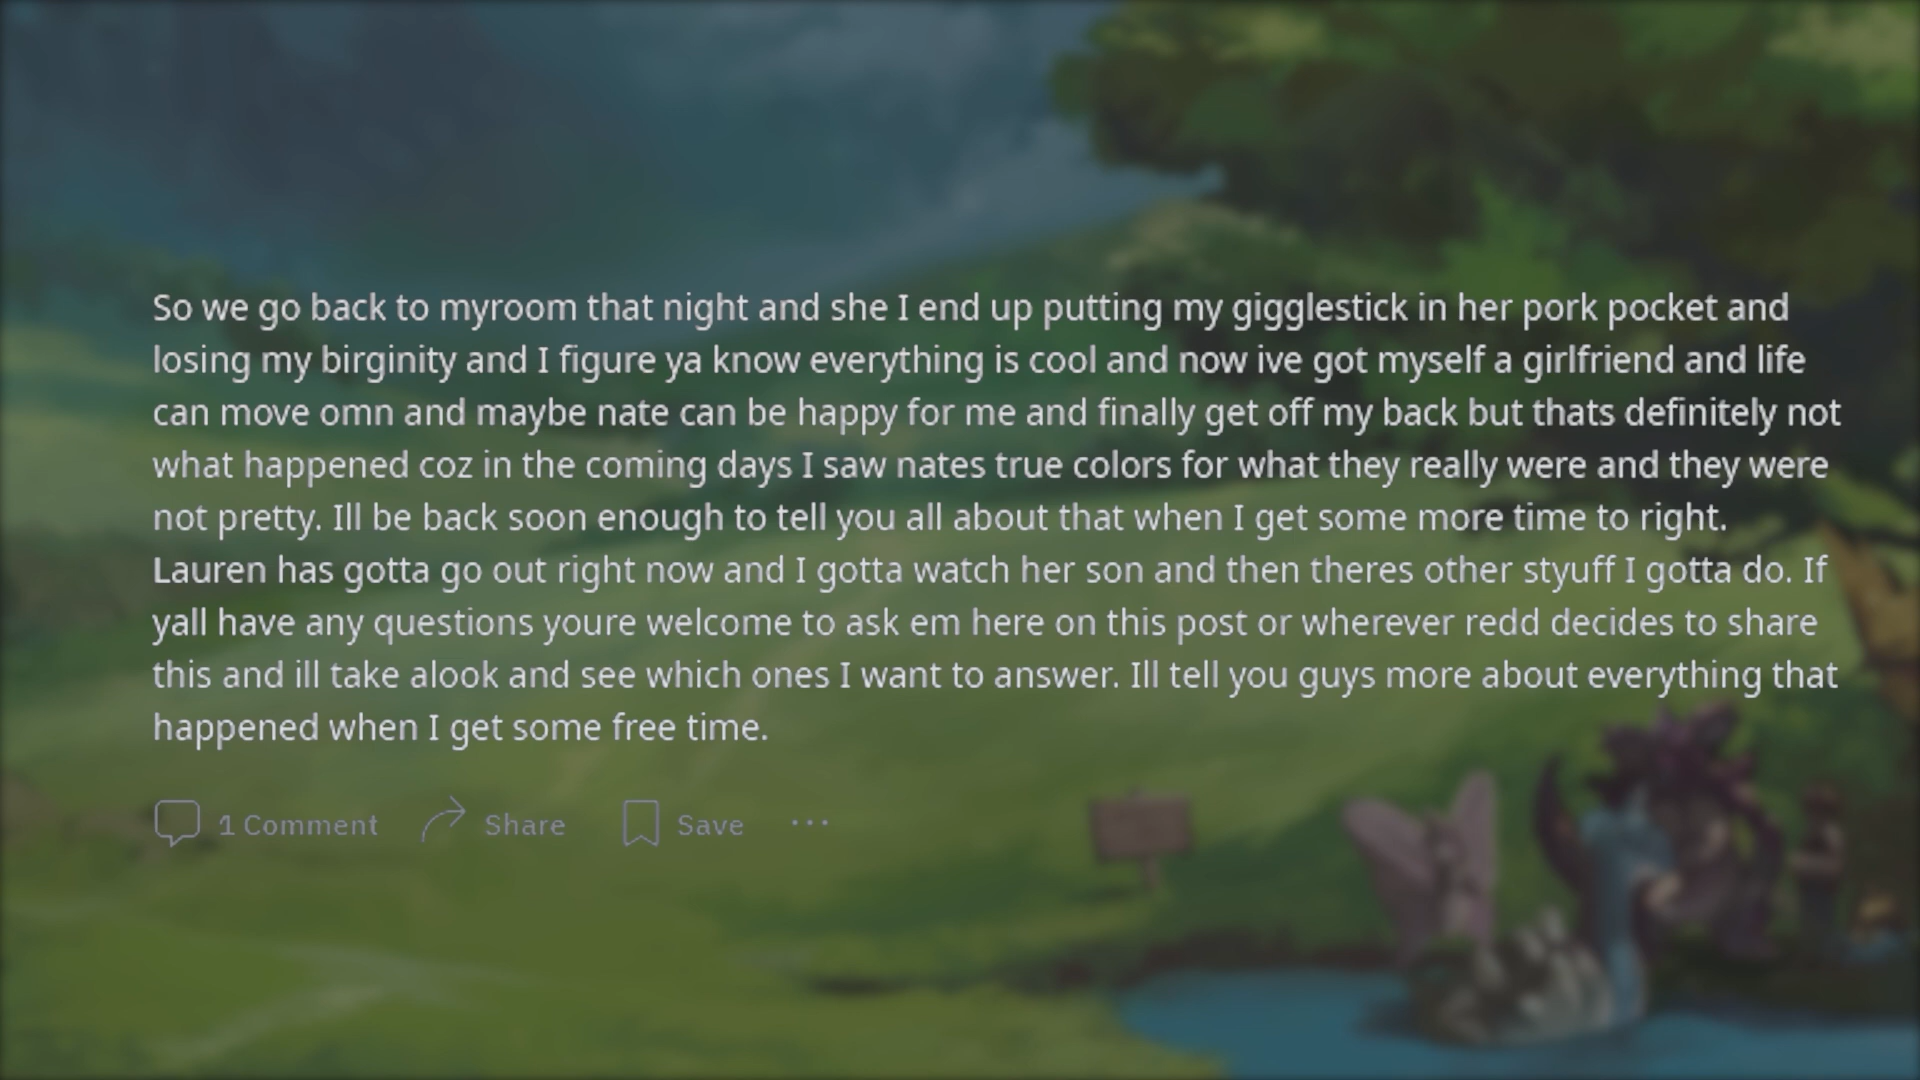 So we go back to myroom that night and she I end up putting my gigglestick in her pork pocket and
losing my birginity and I figure ya know everything is cool and now ive got myself a girlfriend and life
can move omn and maybe nate can be happy for me and finally get off my back but thats definitely not
what happened coz in the coming days I saw nates true colors for what they really were and they were
not pretty. Ill be back soon enough to tell you all about that when I get some more time to right.
Lauren has gotta go out right now and I gotta watch her son and then theres other styuff I gotta do. If
yall have any questions youre welcome to ask em here on this post or wherever redd decides to share
this and ill take alook and see which ones I want to answer. Ill tell you guys more about everything that
happened when I get some free time.
1 Comment Share Save ...